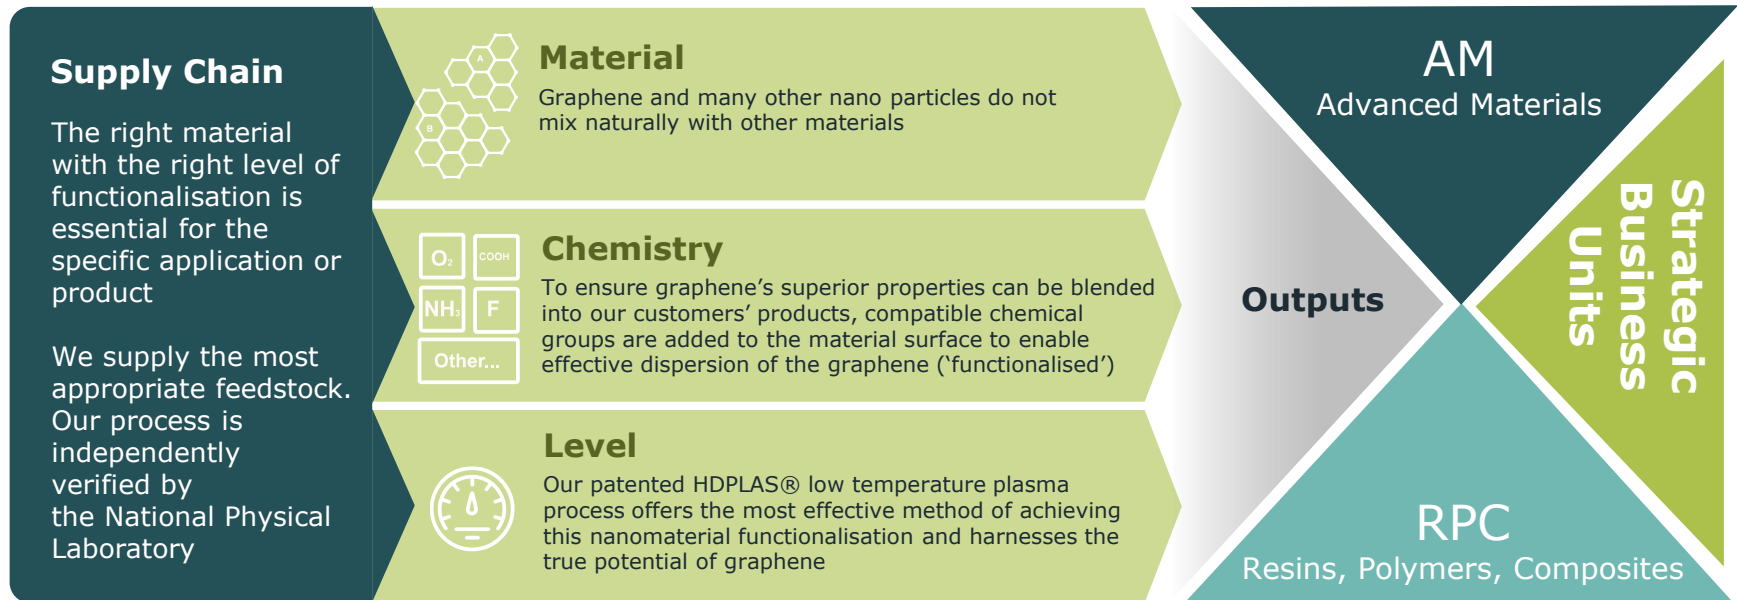 Supply Chain
The right material
with the right level of
functionalisation is
essential for the
specific application or
product
We supply the most
appropriate feedstock.
Our process is
independently
verified by
the National Physical
Laboratory
A
B
Material
Graphene and many other nano particles do not
mix naturally with other materials
O₂
COOH
NH₃
F
Other...
Chemistry
To ensure graphene’s superior properties can be blended
into our customers’ products, compatible chemical
groups are added to the material surface to enable
effective dispersion of the graphene (‘functionalised’)
Level
Our patented HDPLAS® low temperature plasma
process offers the most effective method of achieving
this nanomaterial functionalisation and harnesses the
true potential of graphene
Outputs
AM
Advanced Materials
Strategic
Business
Units
RPC
Resins, Polymers, Composites